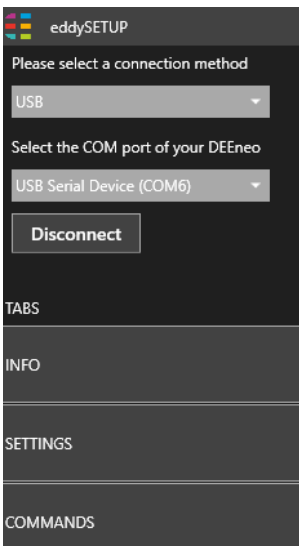 eddySETUP
Please select a connection method
USB
Select the COM port of your DEEneo
USB Serial Device (COM6)
Disconnect
TABS
INFO
SETTINGS
COMMANDS